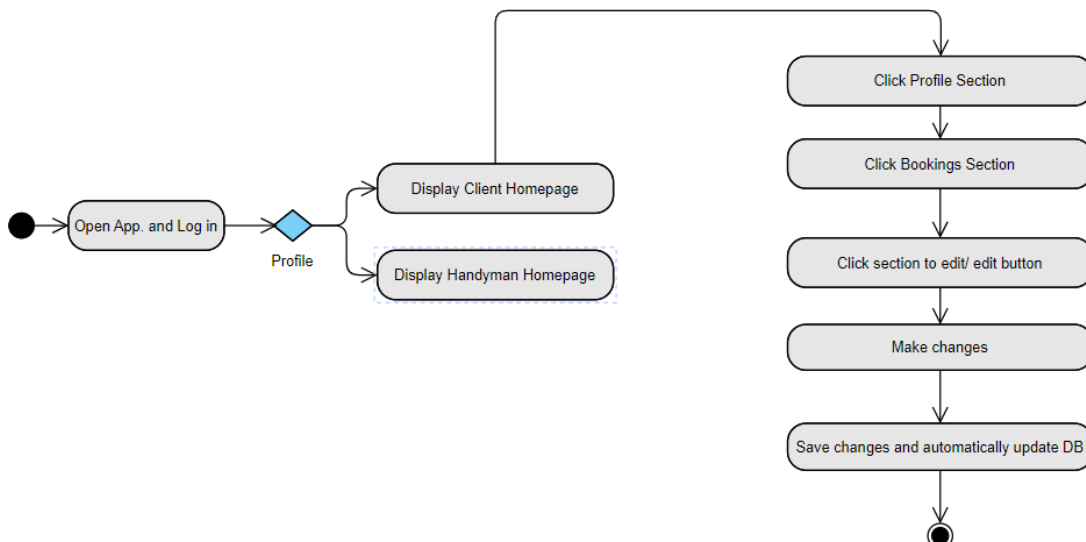 Click Profile Section
Click Bookings Section
Display Client Homepage
Open App. and Log in
Profile
Display Handyman Homepage
Click section to edit/ edit button
Make changes
Save changes and automatically update DB